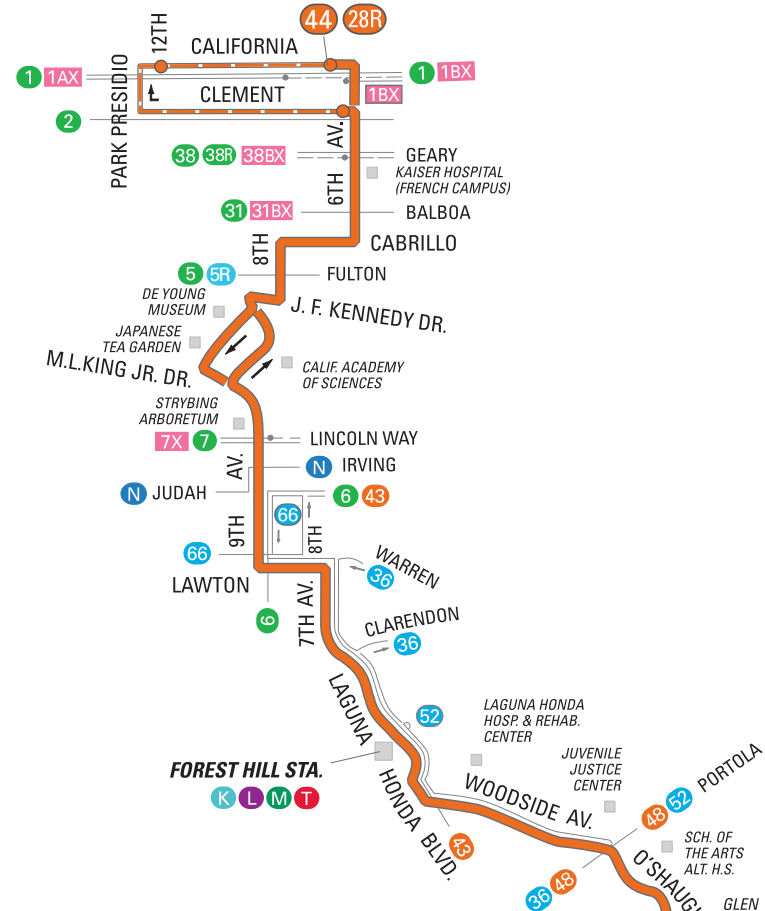 44 28R
12TH
CALIFORNIA
PARK PRESIDIO
1 1AX
1 1BX
CLEMENT
1BX
2
6TH AV.
38 38R 38BX
GEARY
KAISER HOSPITAL
(FRENCH CAMPUS)
31 31BX
BALBOA
8TH
CABRILLO
5 5R
FULTON
DE YOUNG
MUSEUM
J. F. KENNEDY DR.
JAPANESE
TEA GARDEN
M.L.KING JR. DR.
CALIF. ACADEMY
OF SCIENCES
STRYBING
ARBORETUM
7X 7
LINCOLN WAY
9TH AV.
N IRVING
N JUDAH
6 43
66
8TH
66
WARREN
36
LAWTON
6
7TH AV.
CLARENDON
36
LAGUNA HONDA BLVD.
52
LAGUNA HONDA
HOSP. & REHAB.
CENTER
FOREST HILL STA.
K L M T
JUVENILE
JUSTICE
CENTER
WOODSIDE AV.
48 52 PORTOLA
43
SCH. OF
THE ARTS
ALT. H.S.
36 48
O'SHAUG
GLEN